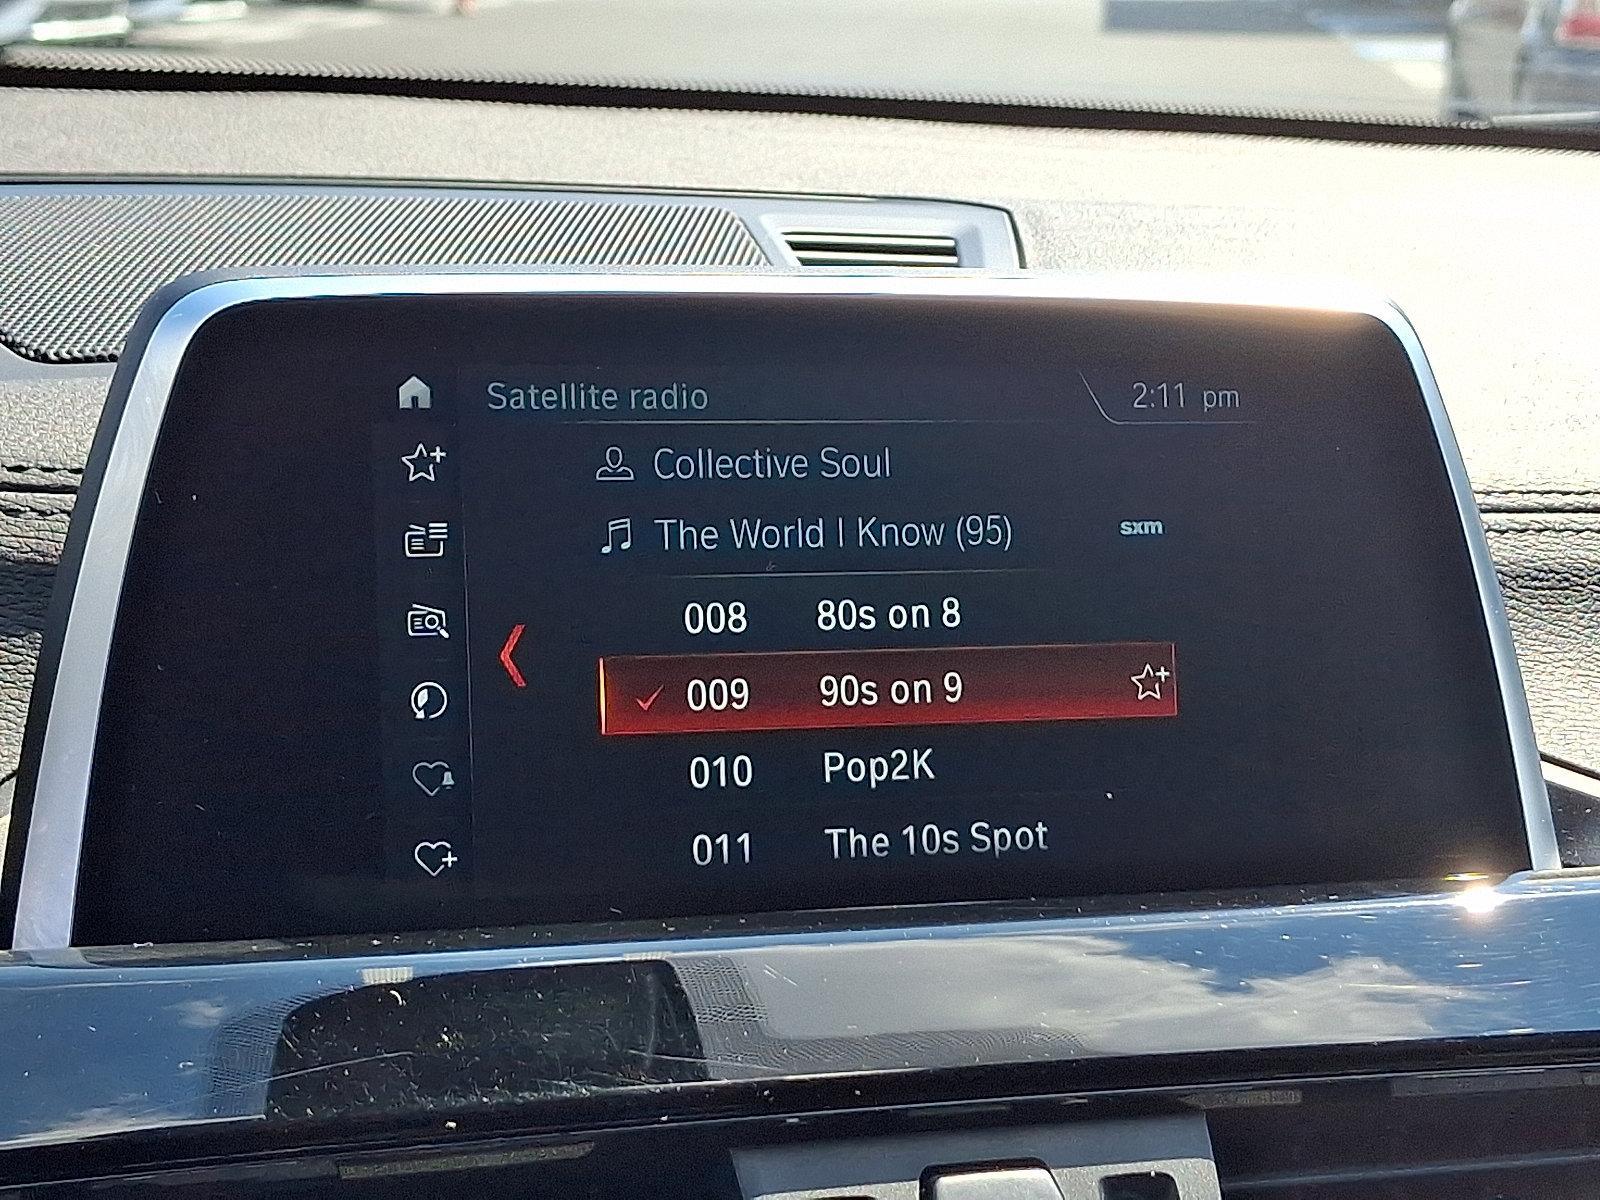 Satellite radio 2:11 pm
Collective Soul
The World I Know (95) sxm
008 80s on 8
009 90s on 9
010 Pop2K
011 The 10s Spot